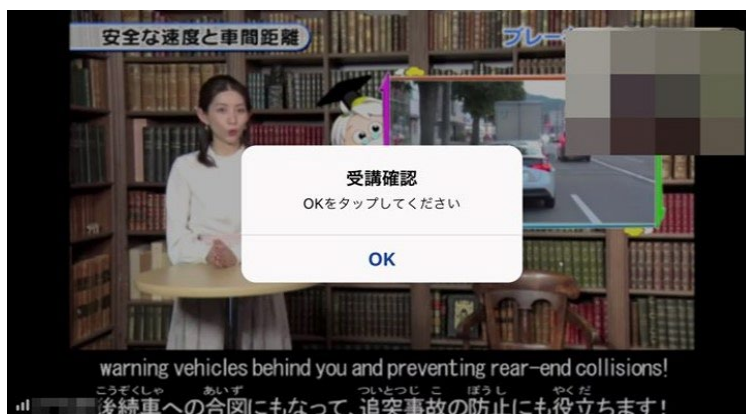 安全な速度と車間距離
ブレーキ
受講確認
OKをタップしてください
OK
warning vehicles behind you and preventing rear-end collisions!
こうぞくしゃ あいず ついとつじこ ぼうし やくだ
後続車への合図にもなって、追突事故の防止にも役立ちます!